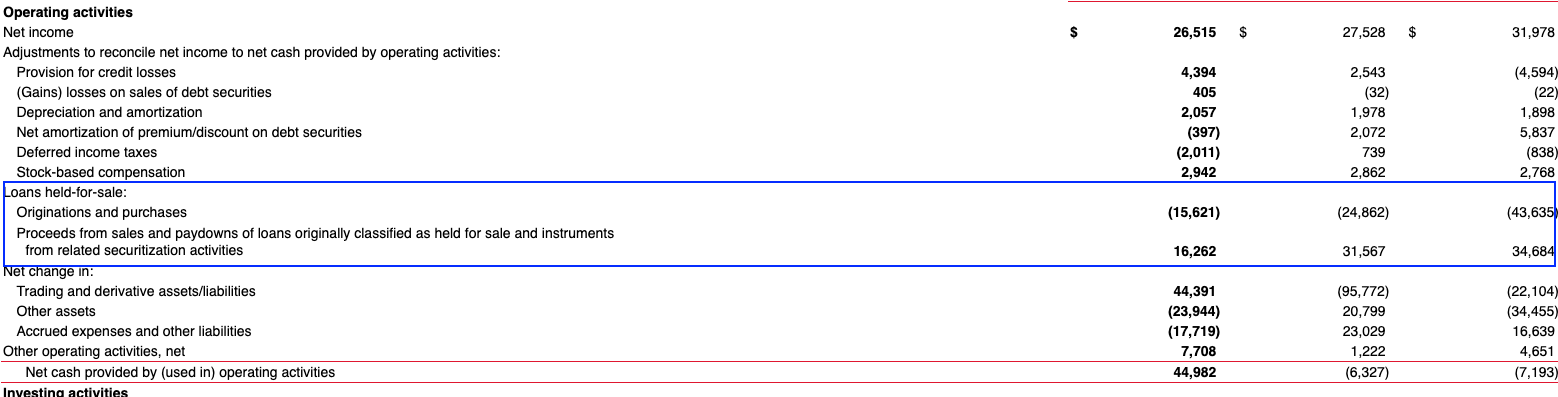 Operating activities
Net income $ 26,515 $ 27,528 $ 31,978
Adjustments to reconcile net income to net cash provided by operating activities:
Provision for credit losses 4,394 2,543 (4,594)
(Gains) losses on sales of debt securities 405 (32) (22)
Depreciation and amortization 2,057 1,978 1,898
Net amortization of premium/discount on debt securities (397) 2,072 5,837
Deferred income taxes (2,011) 739 (838)
Stock-based compensation 2,942 2,862 2,768
Loans held-for-sale:
Originations and purchases (15,621) (24,862) (43,635)
Proceeds from sales and paydowns of loans originally classified as held for sale and instruments
from related securitization activities 16,262 31,567 34,684
Net change in:
Trading and derivative assets/liabilities 44,391 (95,772) (22,104)
Other assets (23,944) 20,799 (34,455)
Accrued expenses and other liabilities (17,719) 23,029 16,639
Other operating activities, net 7,708 1,222 4,651
Net cash provided by (used in) operating activities 44,982 (6,327) (7,193)
Investing activities